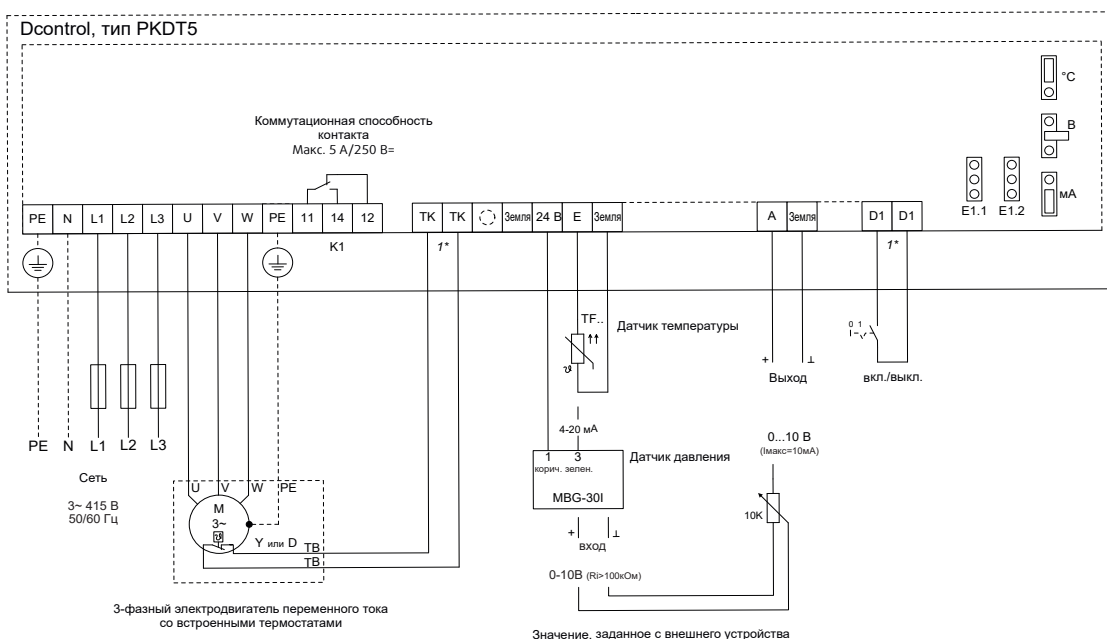 Dcontrol, тип PKDT5
°C
Коммутационная способность
контакта
Макс. 5 А/250 В=
В
мА
E1.1 E1.2
PE N L1 L2 L3 U V W PE 11 14 12 TK TK Земля 24 В E Земля A Земля D1 D1
K1 1* 1*
TF..
Датчик температуры
ϑ
0 1
+ ⊥
Выход
вкл./выкл.
4-20 мА
PE N L1 L2 L3
Сеть
3~ 415 В
50/60 Гц
1 3
корич. зелен.
Датчик давления
MBG-30I
0...10 В
(Iмакс=10мА)
10K
U V W PE
M
3~
ϑ
Y или D
TB
TB
+ ⊥
вход
0-10В (Ri>100кОм)
3-фазный электродвигатель переменного тока
со встроенными термостатами
Значение, заданное с внешнего устройства